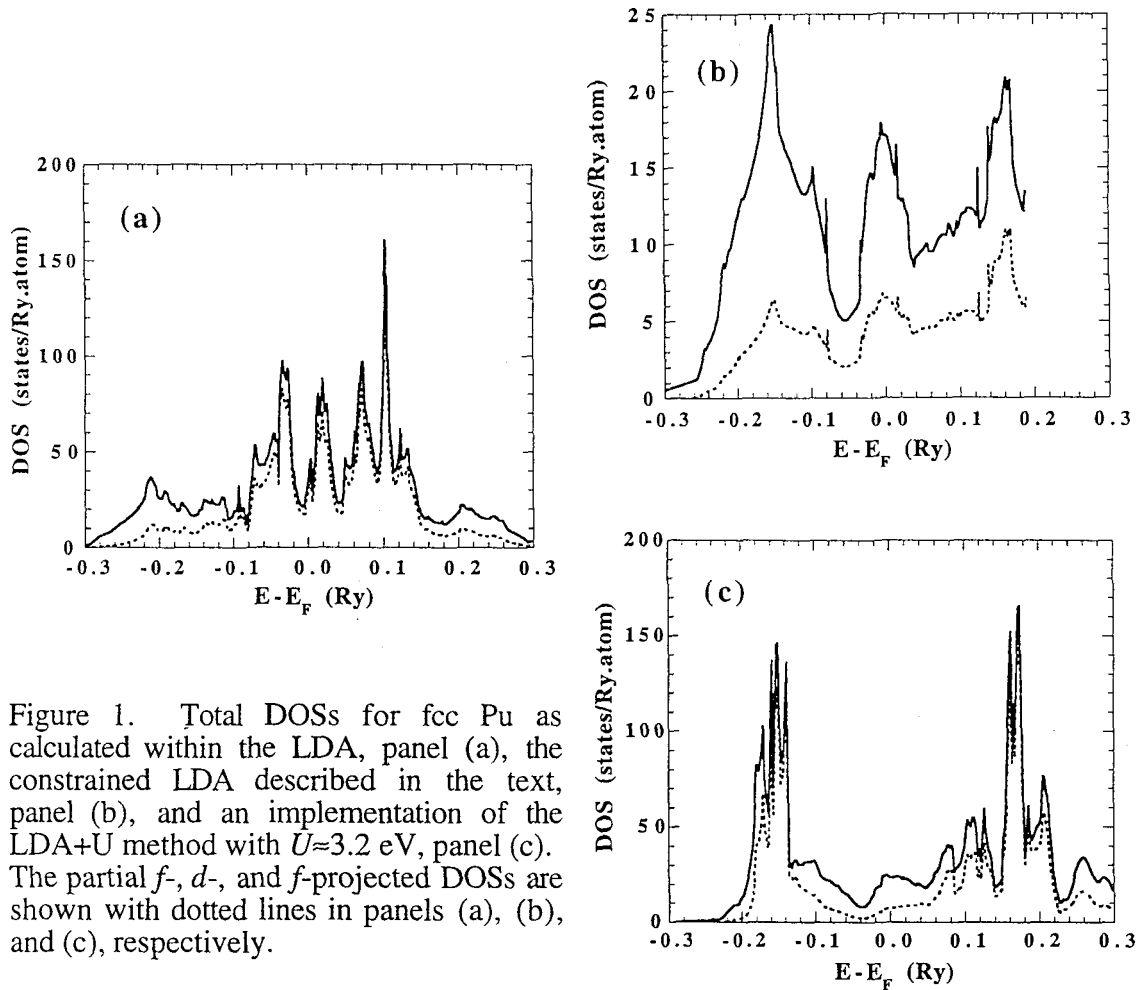 (a)
DOS (states/Ry.atom)
200
150
100
50
0
-0.3 -0.2 -0.1 0.0 0.1 0.2 0.3
E-E_F (Ry)
(b)
DOS (states/Ry.atom)
25
20
15
10
5
0
-0.3 -0.2 -0.1 0.0 0.1 0.2 0.3
E-E_F (Ry)
(c)
DOS (states/Ry.atom)
200
150
100
50
0
-0.3 -0.2 -0.1 0.0 0.1 0.2 0.3
E-E_F (Ry)
Figure 1. Total DOSs for fcc Pu as
calculated within the LDA, panel (a), the
constrained LDA described in the text,
panel (b), and an implementation of the
LDA+U method with U≈3.2 eV, panel (c).
The partial f-, d-, and f-projected DOSs are
shown with dotted lines in panels (a), (b),
and (c), respectively.